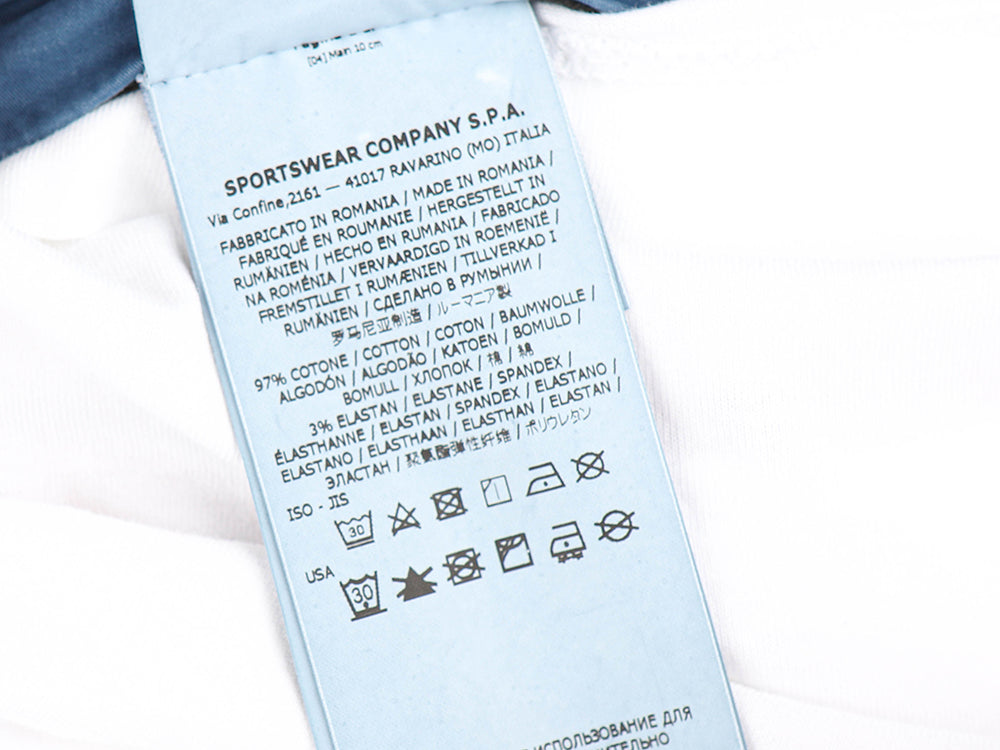 [04] Main 10 cm
SPORTSWEAR COMPANY S.P.A.
Via Confine,2161 — 41017 RAVARINO (MO) ITALIA
FABBRICATO IN ROMANIA / MADE IN ROMANIA /
FABRIQUÉ EN ROUMANIE / HERGESTELLT IN
RUMÄNIEN / HECHO EN RUMANIA / FABRICADO
NA ROMÊNIA / VERVAARDIGD IN ROEMENIË /
FREMSTILLET I RUMÆNIEN / TILLVERKAD I
RUMÄNIEN / СДЕЛАНО В РУМЫНИИ /
罗马尼亚制造 / ルーマニア製
97% COTONE / COTTON / COTON / BAUMWOLLE /
ALGODÓN / ALGODÃO / KATOEN / BOMULD /
BOMULL / ХЛОПОК / 棉 / 綿
3% ELASTAN / ELASTANE / SPANDEX /
ÉLASTHANNE / ELASTAN / SPANDEX / ELASTANO /
ELASTANO / ELASTHAAN / ELASTHAN / ELASTAN /
ЭЛАСТАН / 聚氨酯弹性纤维 / ポリウレタン
ISO - JIS
30
USA
30
ИСПОЛЬЗОВАНИЕ ДЛЯ